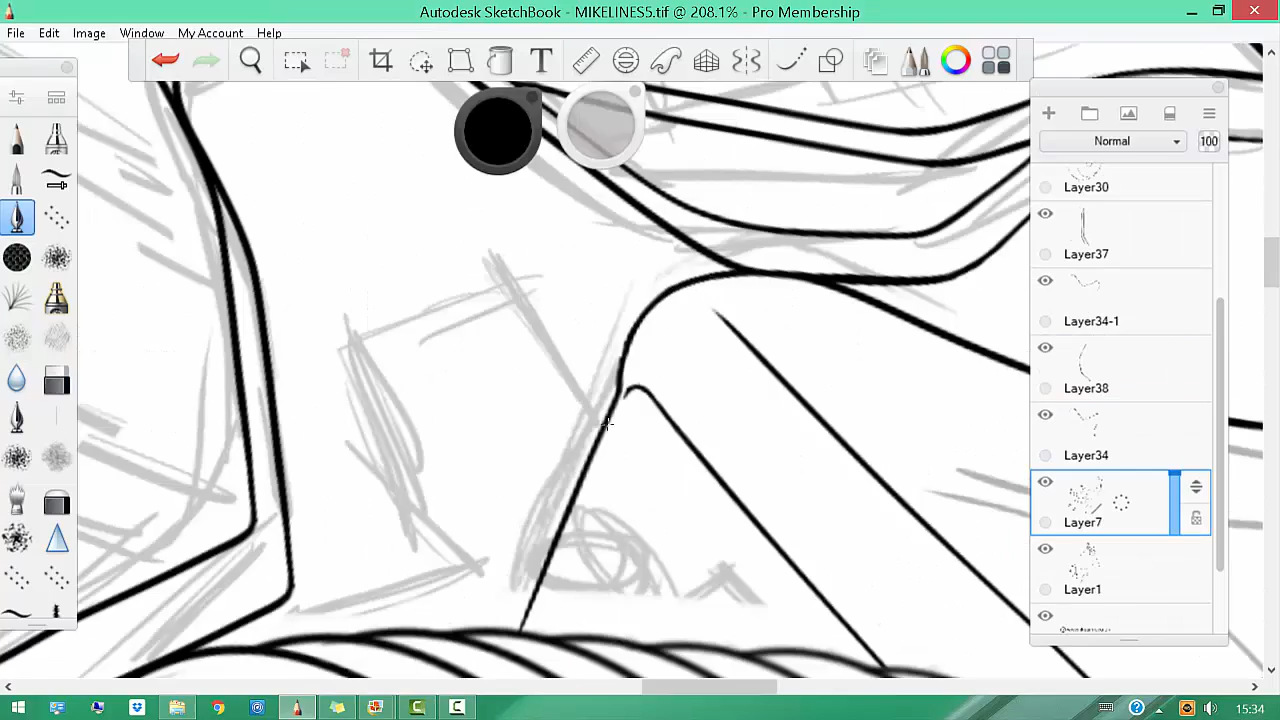 Autodesk SketchBook - MIKELINES5.tif @ 208.1% - Pro Membership
File Edit Image Window My Account Help
Normal 100
Layer30
Layer37
Layer34-1
Layer38
Layer34
Layer7
Layer1
15:34